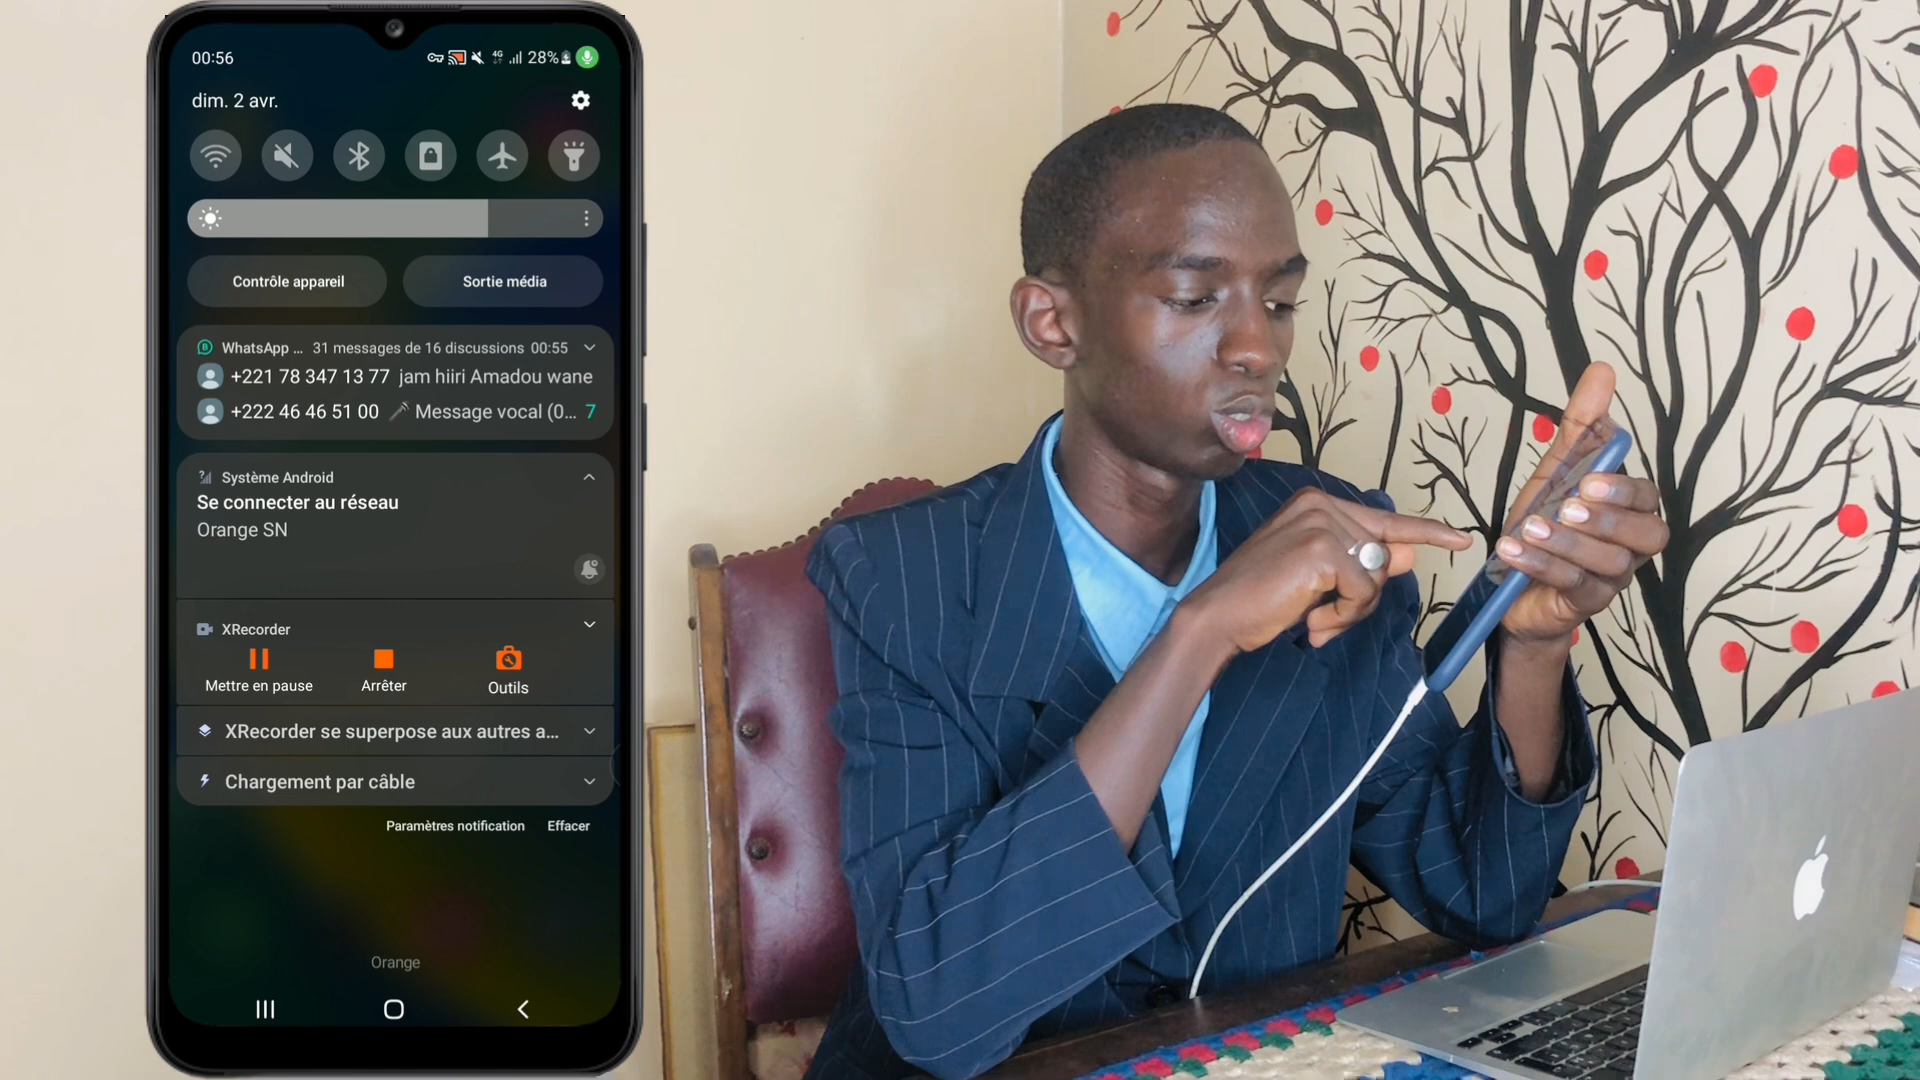 00:56
4G 28%
dim. 2 avr.
Contrôle appareil
Sortie média
WhatsApp ... 31 messages de 16 discussions 00:55
+221 78 347 13 77 jam hiiri Amadou wane
+222 46 46 51 00 Message vocal (0... 7
Système Android
Se connecter au réseau
Orange SN
XRecorder
Mettre en pause
Arrêter
Outils
XRecorder se superpose aux autres a...
Chargement par câble
Paramètres notification
Effacer
Orange